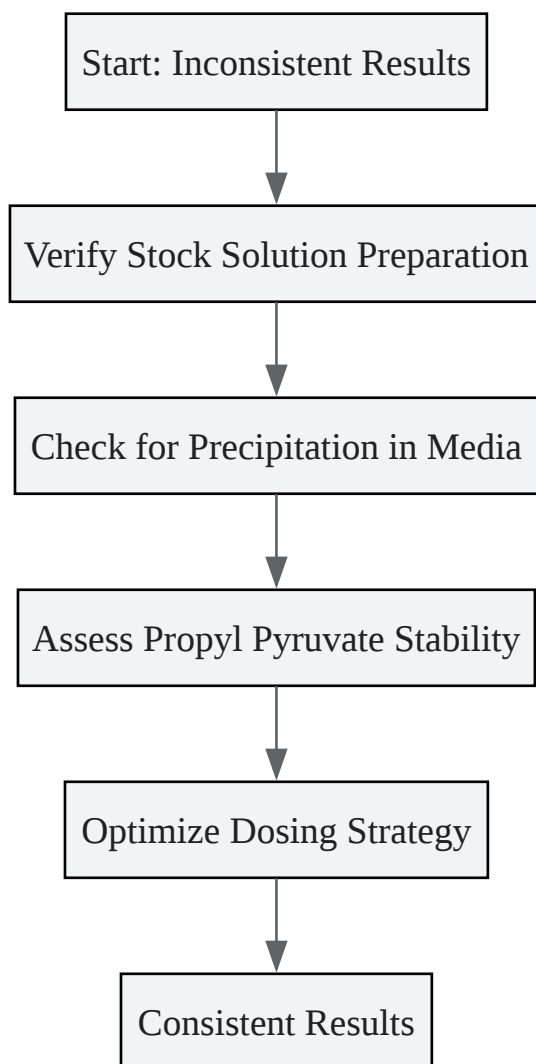 Start: Inconsistent Results
Verify Stock Solution Preparation
Check for Precipitation in Media
Assess Propyl Pyruvate Stability
Optimize Dosing Strategy
Consistent Results